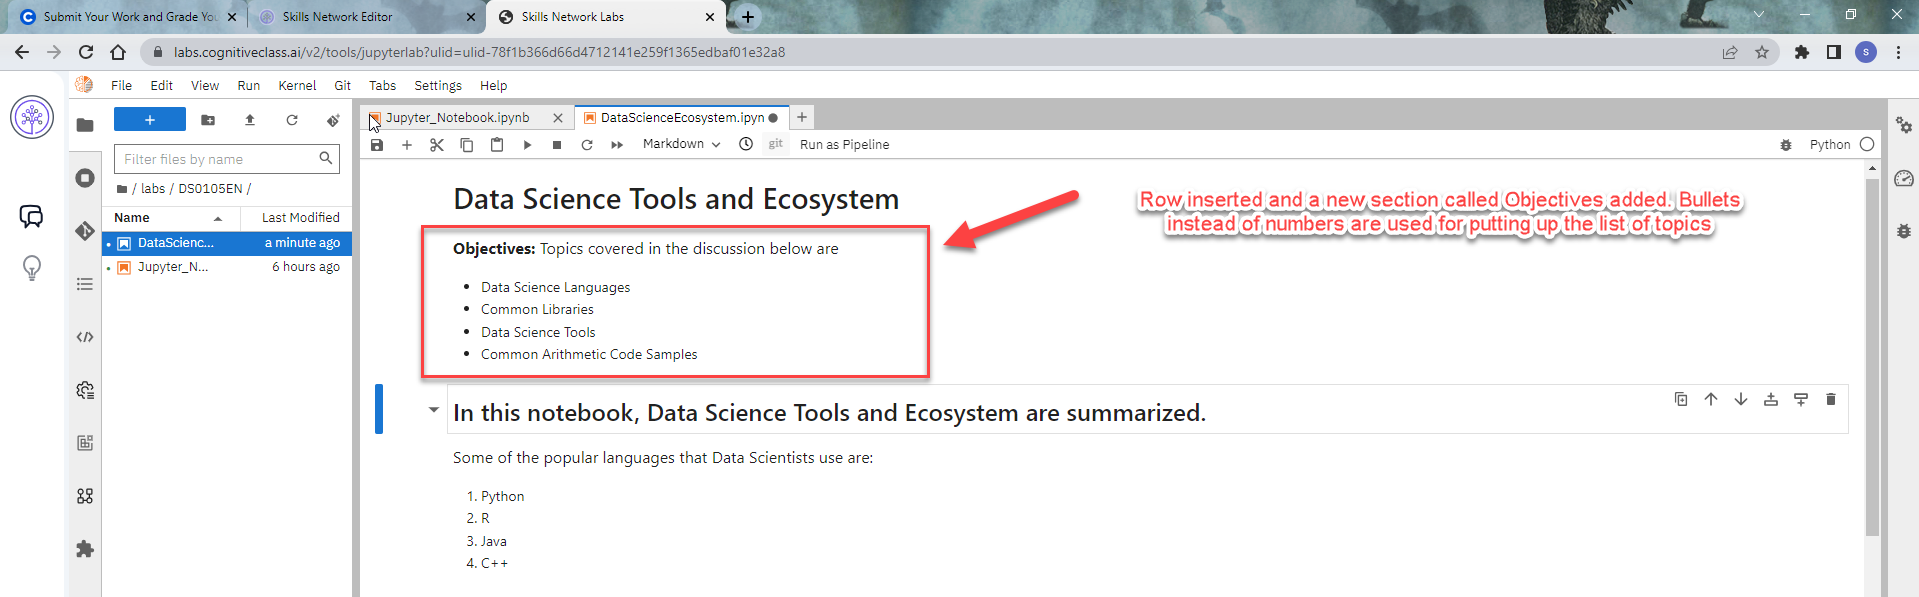 Submit Your Work and Grade You
Skills Network Editor
Skills Network Labs
labs.cognitiveclass.ai/v2/tools/jupyterlab?ulid=ulid-78f1b366d66d4712141e259f1365edbaf01e32a8
S
File Edit View Run Kernel Git Tabs Settings Help
Filter files by name
/ labs / DS0105EN /
Name Last Modified
DataScienc... a minute ago
Jupyter_N... 6 hours ago
Jupyter_Notebook.ipynb
DataScienceEcosystem.ipyn
Markdown git Run as Pipeline Python
Data Science Tools and Ecosystem
Objectives: Topics covered in the discussion below are
• Data Science Languages
• Common Libraries
• Data Science Tools
• Common Arithmetic Code Samples
Row inserted and a new section called Objectives added. Bullets
instead of numbers are used for putting up the list of topics
In this notebook, Data Science Tools and Ecosystem are summarized.
Some of the popular languages that Data Scientists use are:
1. Python
2. R
3. Java
4. C++